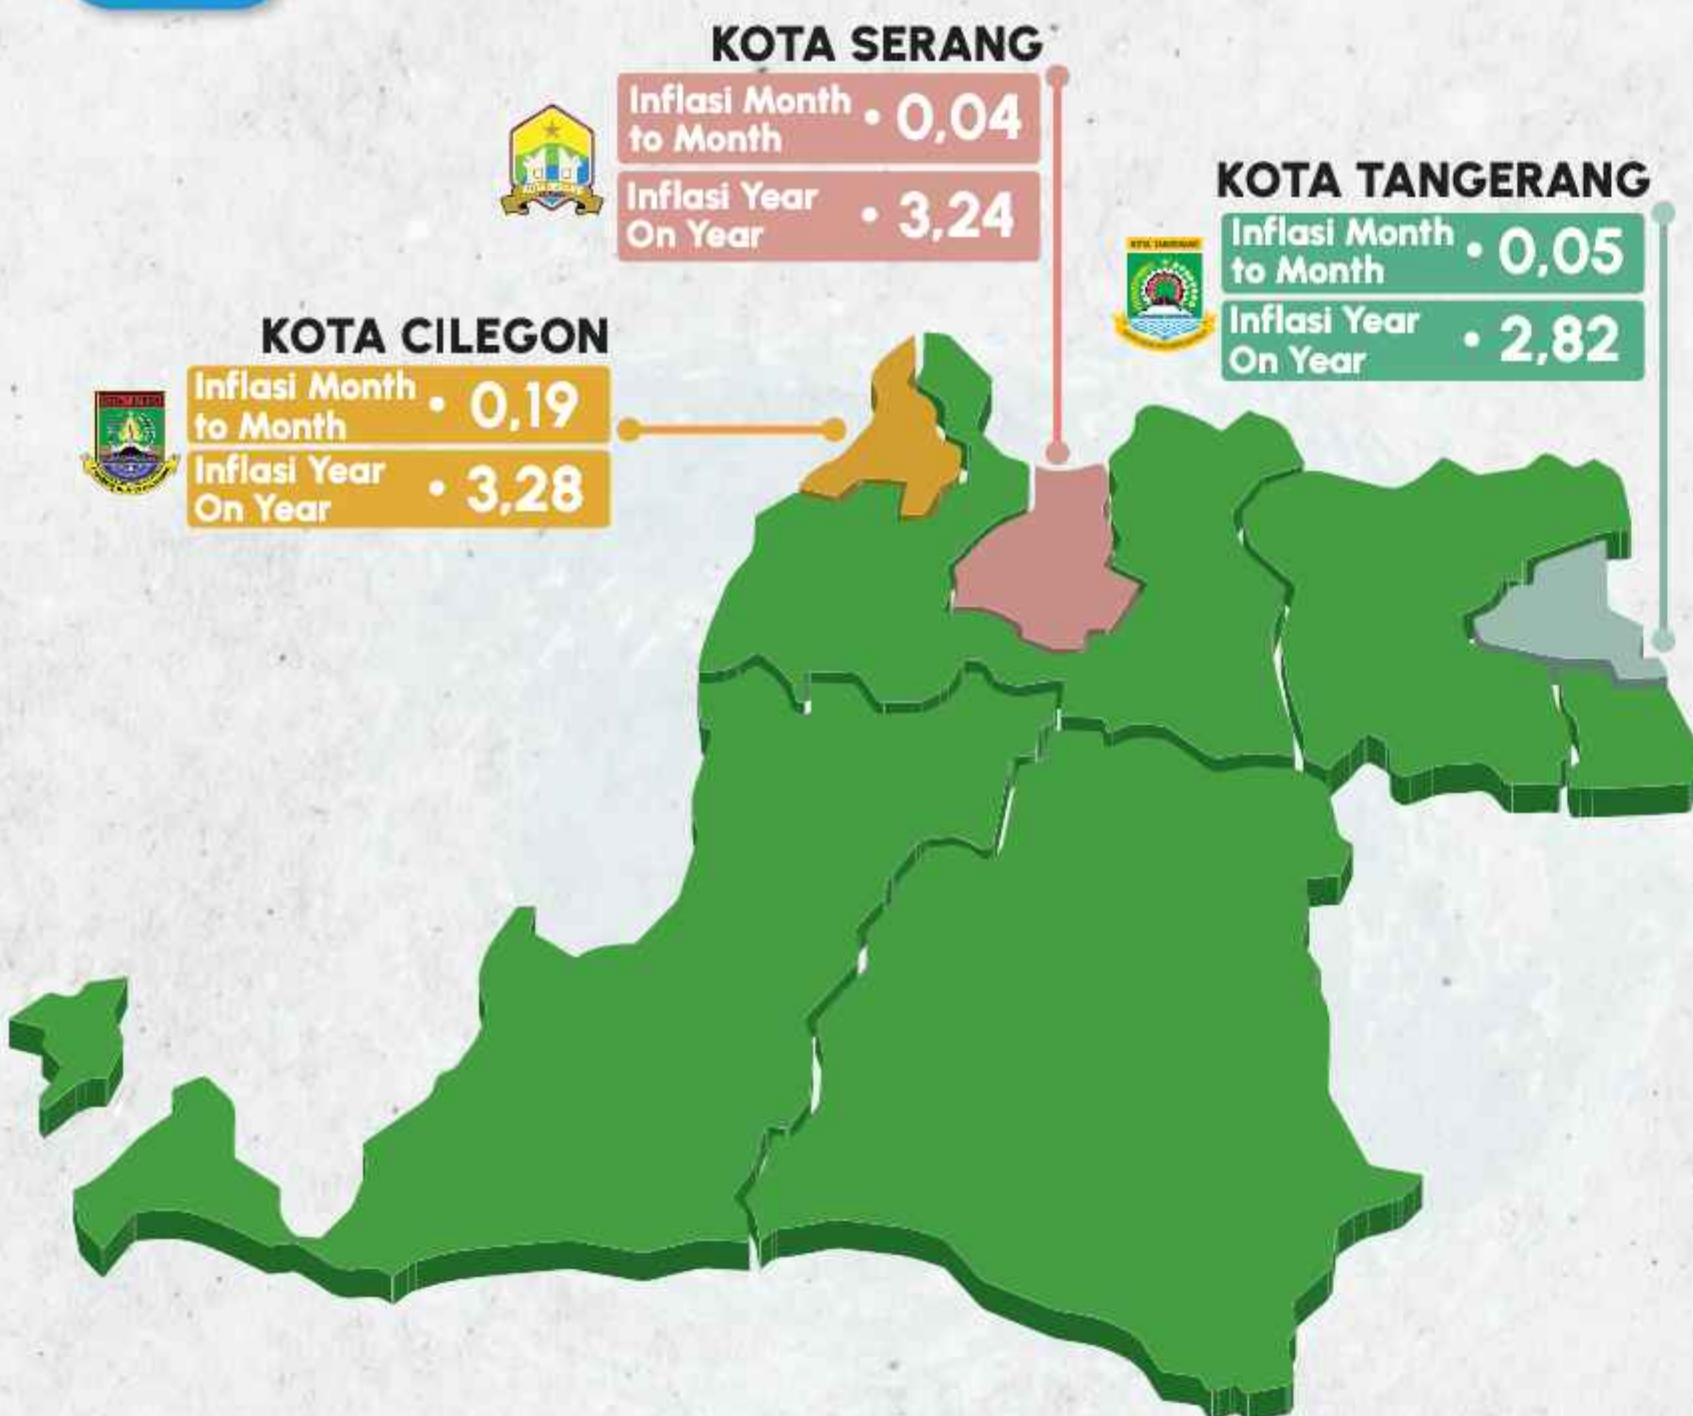 KOTA SERANG
Inflasi Month
to Month
• 0,04
Inflasi Year
On Year
• 3,24
KOTA TANGERANG
KOTA TANGERANG
Inflasi Month
to Month
• 0,05
Inflasi Year
On Year
• 2,82
KOTA CILEGON
Inflasi Month
to Month
• 0,19
Inflasi Year
On Year
• 3,28